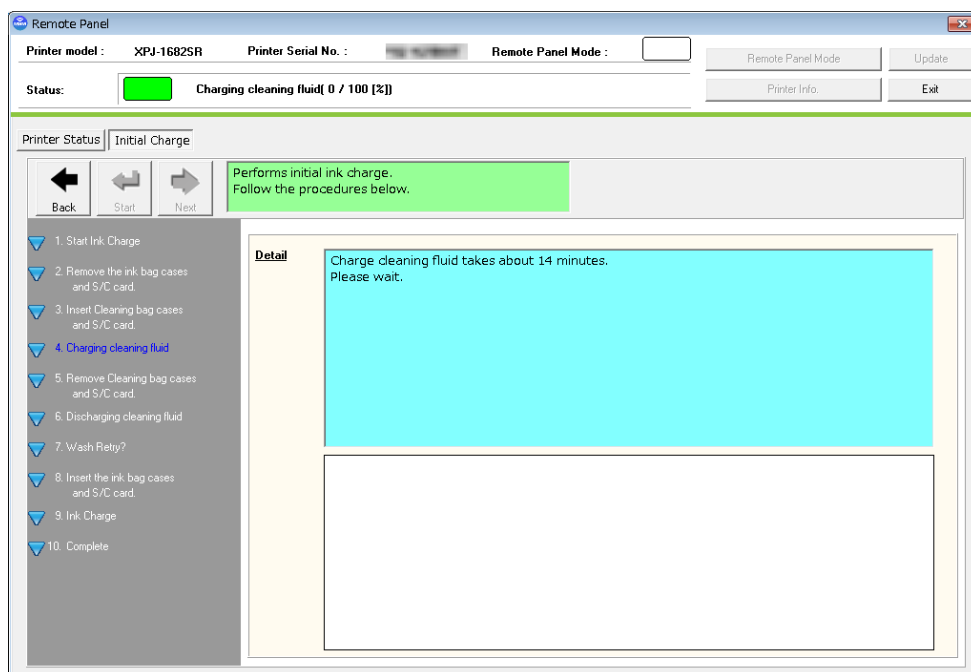 Remote Panel
Printer model : XPJ-1682SR Printer Serial No. : Remote Panel Mode :
Remote Panel Mode Update
Status: Charging cleaning fluid( 0 / 100 [%])
Printer Info. Exit
Printer Status Initial Charge
Back Start Next
Performs initial ink charge.
Follow the procedures below.
1. Start Ink Charge
2. Remove the ink bag cases
and S/C card.
3. Insert Cleaning bag cases
and S/C card.
4. Charging cleaning fluid
5. Remove Cleaning bag cases
and S/C card.
6. Discharging cleaning fluid
7. Wash Retry?
8. Insert the ink bag cases
and S/C card.
9. Ink Charge
10. Complete
Detail
Charge cleaning fluid takes about 14 minutes.
Please wait.